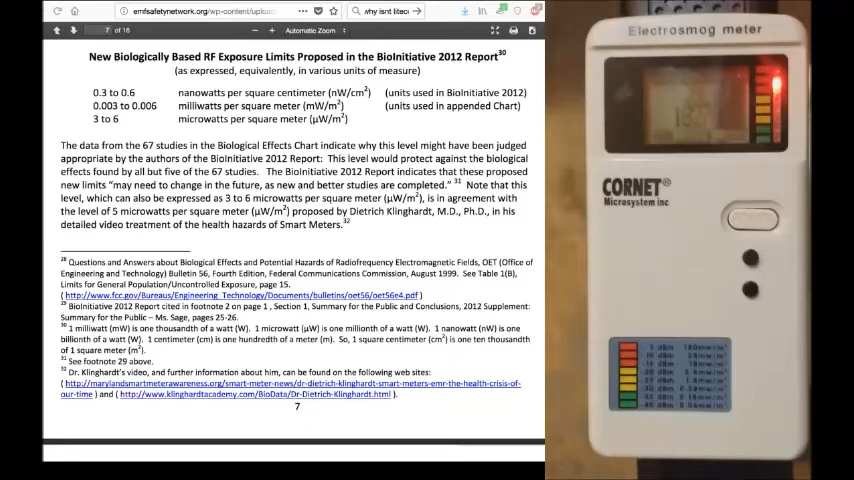 emfsafetynetwork.org/wp-content/upload
why isnt liteco
7 of 16
Automatic Zoom
New Biologically Based RF Exposure Limits Proposed in the BioInitiative 2012 Report30
(as expressed, equivalently, in various units of measure)
0.3 to 0.6 nanowatts per square centimeter (nW/cm2) (units used in BioInitiative 2012)
0.003 to 0.006 milliwatts per square meter (mW/m2) (units used in appended Chart)
3 to 6 microwatts per square meter (µW/m2)
The data from the 67 studies in the Biological Effects Chart indicate why this level might have been judged
appropriate by the authors of the BioInitiative 2012 Report: This level would protect against the biological
effects found by all but five of the 67 studies. The BioInitiative 2012 Report indicates that these proposed
new limits “may need to change in the future, as new and better studies are completed.” 31 Note that this
level, which can also be expressed as 3 to 6 microwatts per square meter (µW/m2), is in agreement with
the level of 5 microwatts per square meter (µW/m2) proposed by Dietrich Klinghardt, M.D., Ph.D., in his
detailed video treatment of the health hazards of Smart Meters.32
28 Questions and Answers about Biological Effects and Potential Hazards of Radiofrequency Electromagnetic Fields, OET (Office of
Engineering and Technology) Bulletin 56, Fourth Edition, Federal Communications Commission, August 1999. See Table 1(B),
Limits for General Population/Uncontrolled Exposure, page 15.
( http://www.fcc.gov/Bureaus/Engineering_Technology/Documents/bulletins/oet56/oet56e4.pdf )
29 BioInitiative 2012 Report cited in footnote 2 on page 1 , Section 1, Summary for the Public and Conclusions, 2012 Supplement:
Summary for the Public – Ms. Sage, pages 25-26.
30 1 milliwatt (mW) is one thousandth of a watt (W). 1 microwatt (µW) is one millionth of a watt (W). 1 nanowatt (nW) is one
billionth of a watt (W). 1 centimeter (cm) is one hundredth of a meter (m). So, 1 square centimeter (cm2) is one ten thousandth
of 1 square meter (m2).
31 See footnote 29 above.
32 Dr. Klinghardt's video, and further information about him, can be found on the following web sites:
( http://marylandsmartmeterawareness.org/smart-meter-news/dr-dietrich-klinghardt-smart-meters-emr-the-health-crisis-of-
our-time ) and ( http://www.klinghardtacademy.com/BioData/Dr-Dietrich-Klinghardt.html ).
7
Electrosmog meter
CORNET®
Microsystem inc